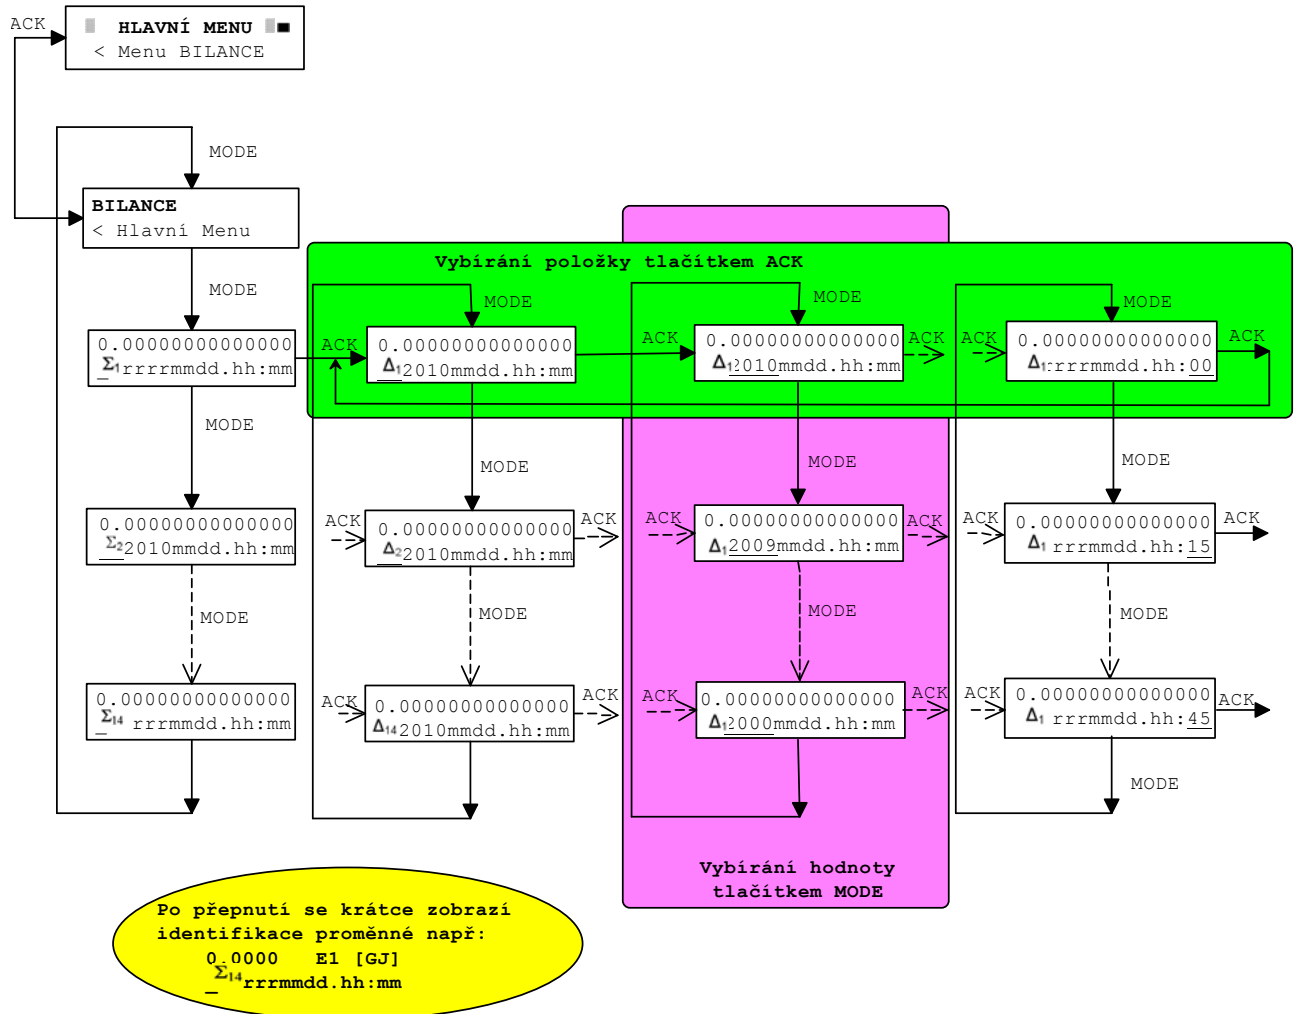 ACK
HLAVNÍ MENU
< Menu BILANCE
MODE
BILANCE
< Hlavní Menu
Vybírání položky tlačítkem ACK
MODE
MODE
MODE
MODE
0.00000000000000
Σ1rrrrmmdd.hh:mm
ACK
0.00000000000000
Δ12010mmdd.hh:mm
ACK
0.00000000000000
Δ12010mmdd.hh:mm
ACK
ACK
0.00000000000000
Δ1rrrmmdd.hh:00
ACK
MODE
MODE
MODE
MODE
0.00000000000000
Σ22010mmdd.hh:mm
ACK
0.00000000000000
Δ22010mmdd.hh:mm
ACK
ACK
0.00000000000000
Δ12009mmdd.hh:mm
ACK
ACK
0.00000000000000
Δ1 rrrmmdd.hh:15
ACK
MODE
MODE
MODE
MODE
0.00000000000000
Σ14 rrrmmdd.hh:mm
ACK
0.00000000000000
Δ142010mmdd.hh:mm
ACK
ACK
0.00000000000000
Δ12000mmdd.hh:mm
ACK
ACK
0.00000000000000
Δ1 rrrmmdd.hh:45
ACK
MODE
Vybírání hodnoty
tlačítkem MODE
Po přepnutí se krátce zobrazí
identifikace proměnné např:
0.0000 E1 [GJ]
Σ14rrrmmdd.hh:mm